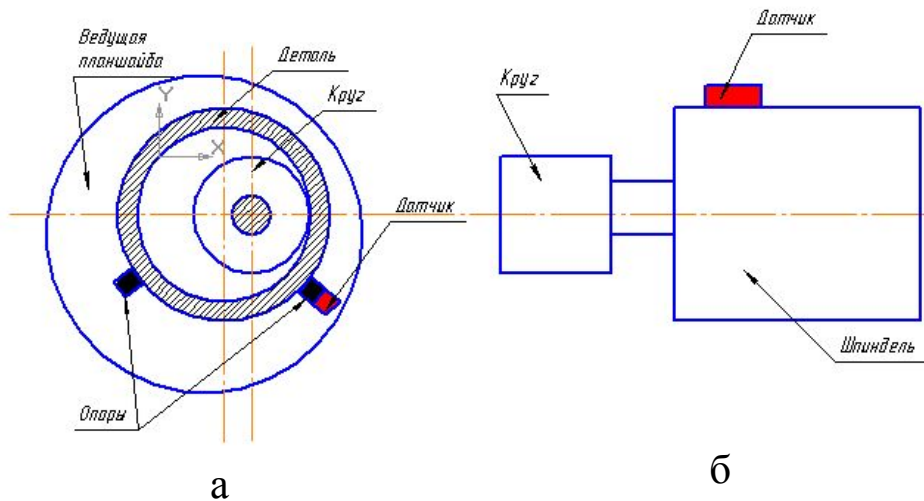 Ведущая
планшайба
Деталь
Круг
Y
X
Датчик
Опоры
а
Датчик
Круг
Шпиндель
б